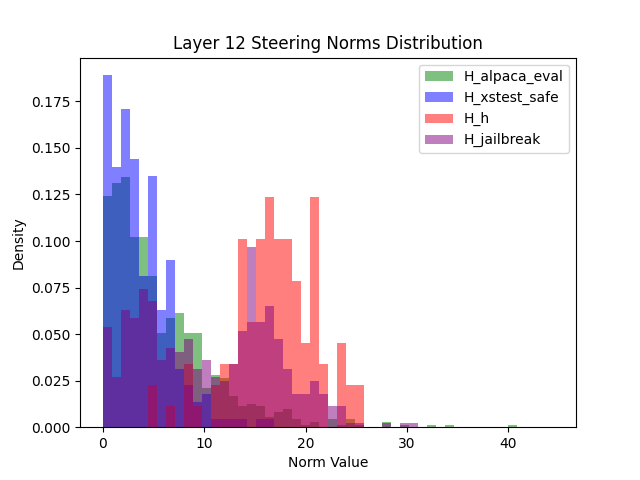 Layer 12 Steering Norms Distribution
H_alpaca_eval
H_xstest_safe
H_h
H_jailbreak
Density
0.175
0.150
0.125
0.100
0.075
0.050
0.025
0.000
0
10
20
30
40
Norm Value